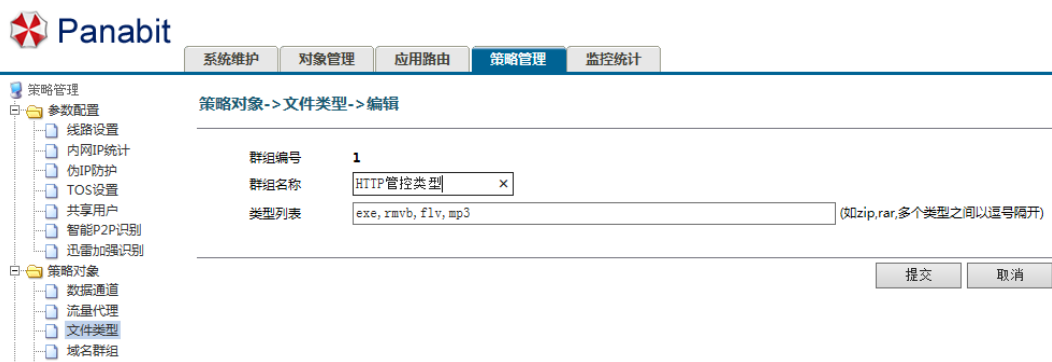 Panabit
系统维护 对象管理 应用路由 策略管理 监控统计
策略管理
参数配置
线路设置
内网IP统计
伪IP防护
TOS设置
共享用户
智能P2P识别
迅雷加强识别
策略对象
数据通道
流量代理
文件类型
域名群组
策略对象->文件类型->编辑
群组编号 1
群组名称 HTTP管控类型 ×
类型列表 exe,rmvb,flv,mp3 (如zip,rar,多个类型之间以逗号隔开)
提交 取消